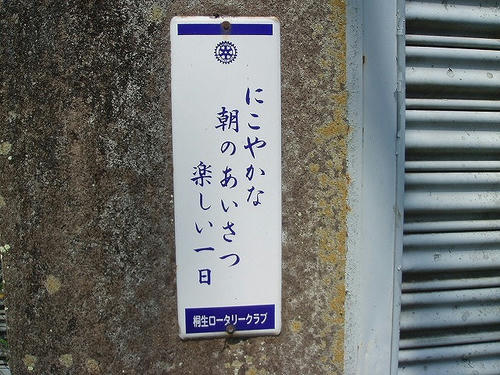 にこやかな
朝のあいさつ
楽しい一日
桐生ロータリークラブ